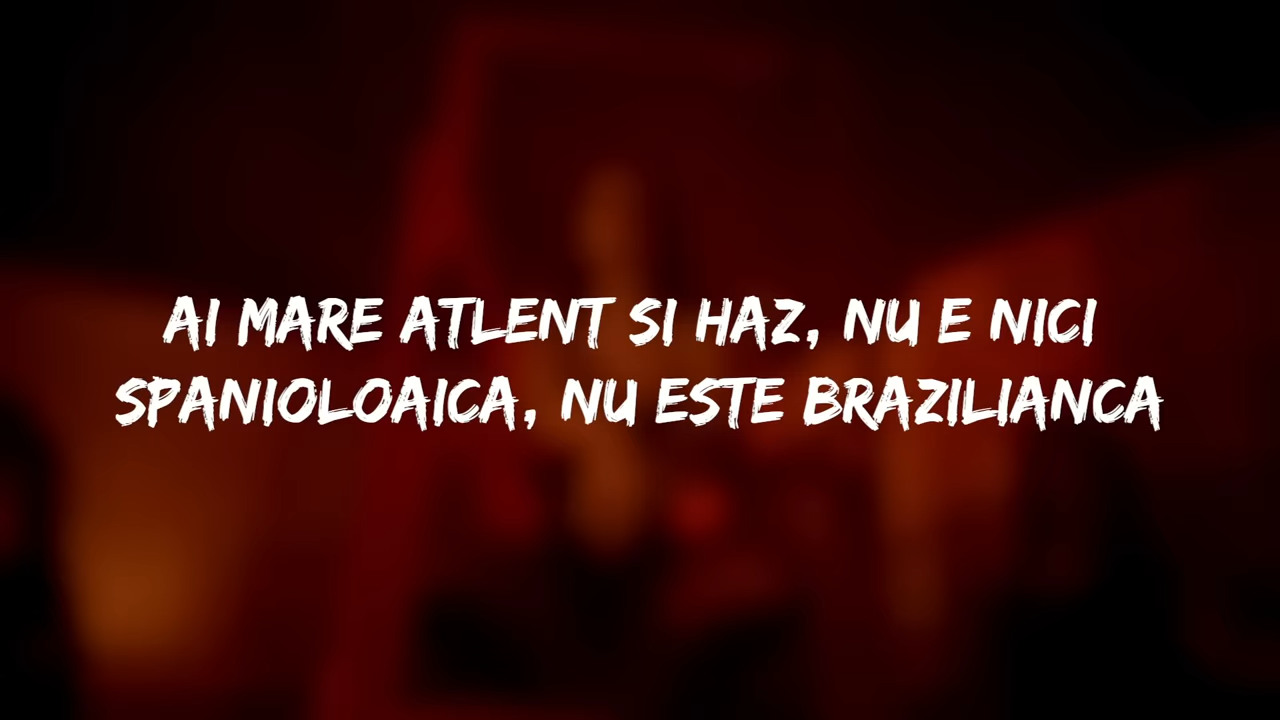 AI MARE ATLENT SI HAZ, NU E NICI
SPANIOLOAICA, NU ESTE BRAZILIANCA